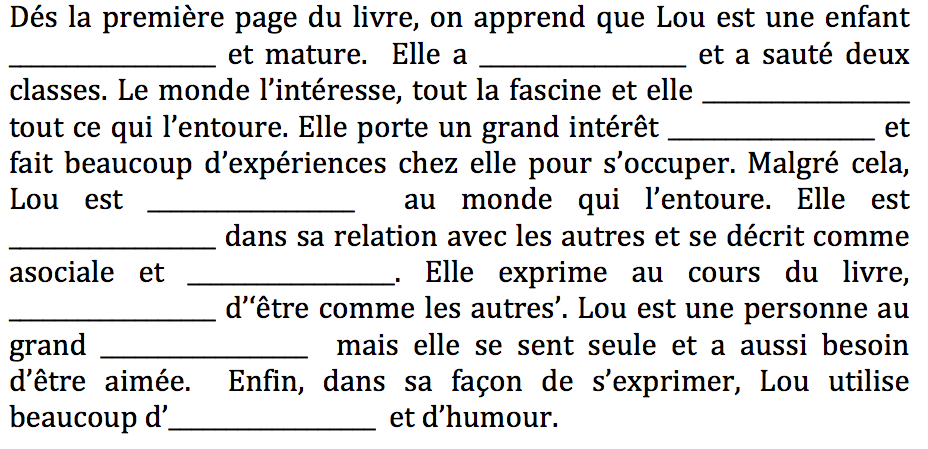 Dés la première page du livre, on apprend que Lou est une enfant
_______________ et mature. Elle a _______________ et a sauté deux
classes. Le monde l’intéresse, tout la fascine et elle _______________
tout ce qui l’entoure. Elle porte un grand intérêt _______________ et
fait beaucoup d’expériences chez elle pour s’occuper. Malgré cela,
Lou est _______________ au monde qui l’entoure. Elle est
_______________ dans sa relation avec les autres et se décrit comme
asociale et _______________. Elle exprime au cours du livre,
_______________ d’‘être comme les autres’. Lou est une personne au
grand _______________ mais elle se sent seule et a aussi besoin
d’être aimée. Enfin, dans sa façon de s’exprimer, Lou utilise
beaucoup d’_______________ et d’humour.